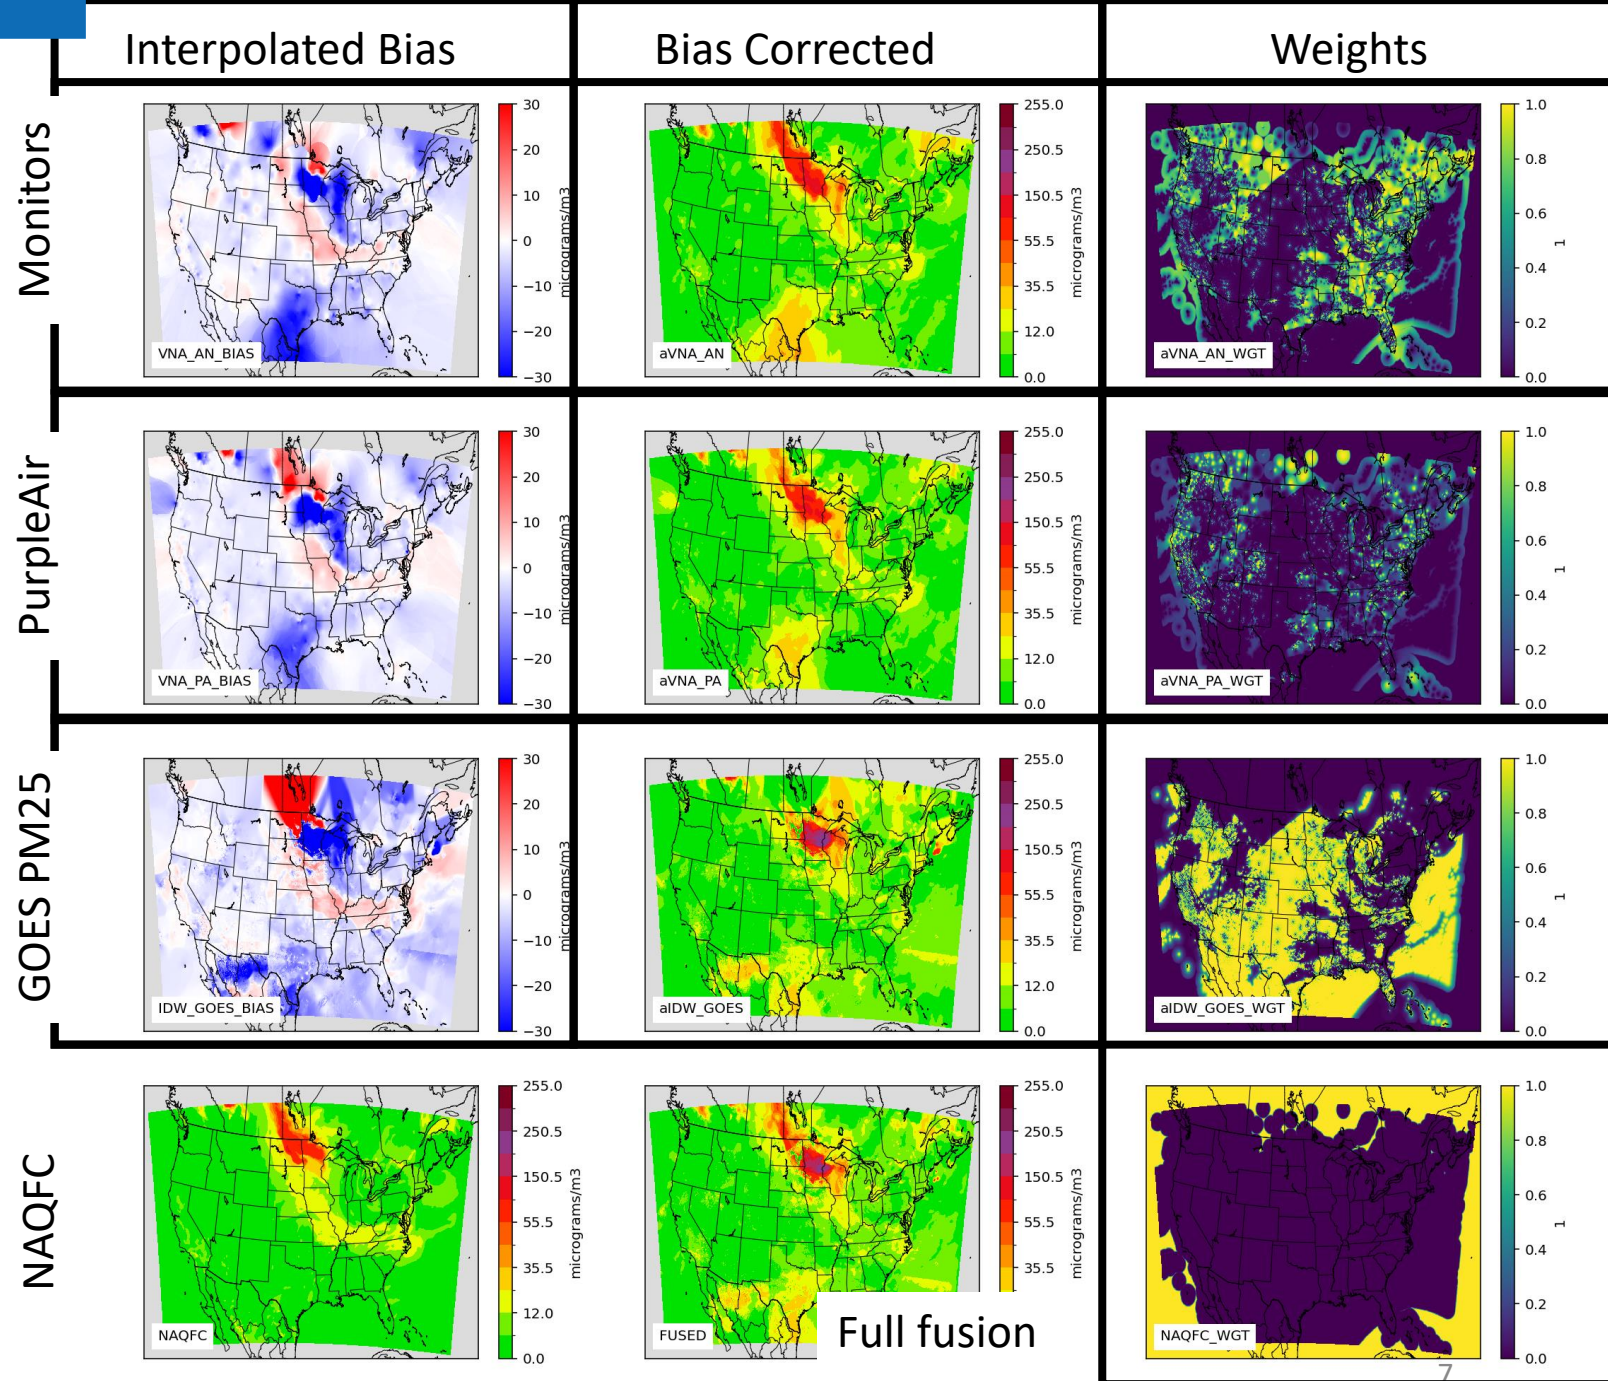 Interpolated Bias
Bias Corrected
Weights
Monitors
30
20
10
0
−10
−20
−30
micrograms/m3
VNA_AN_BIAS
255.0
250.5
150.5
55.5
35.5
12.0
0.0
micrograms/m3
aVNA_AN
1.0
0.8
0.6
0.4
0.2
0.0
1
aVNA_AN_WGT
PurpleAir
30
20
10
0
−10
−20
−30
micrograms/m3
VNA_PA_BIAS
255.0
250.5
150.5
55.5
35.5
12.0
0.0
micrograms/m3
aVNA_PA
1.0
0.8
0.6
0.4
0.2
0.0
1
aVNA_PA_WGT
GOES PM25
30
20
10
0
−10
−20
−30
micrograms/m3
IDW_GOES_BIAS
255.0
250.5
150.5
55.5
35.5
12.0
0.0
micrograms/m3
aIDW_GOES
1.0
0.8
0.6
0.4
0.2
0.0
1
aIDW_GOES_WGT
NAQFC
255.0
250.5
150.5
55.5
35.5
12.0
0.0
micrograms/m3
NAQFC
255.0
250.5
150.5
55.5
35.5
micrograms/m3
FUSED
Full fusion
1.0
0.8
0.6
0.4
0.2
0.0
1
NAQFC_WGT
7